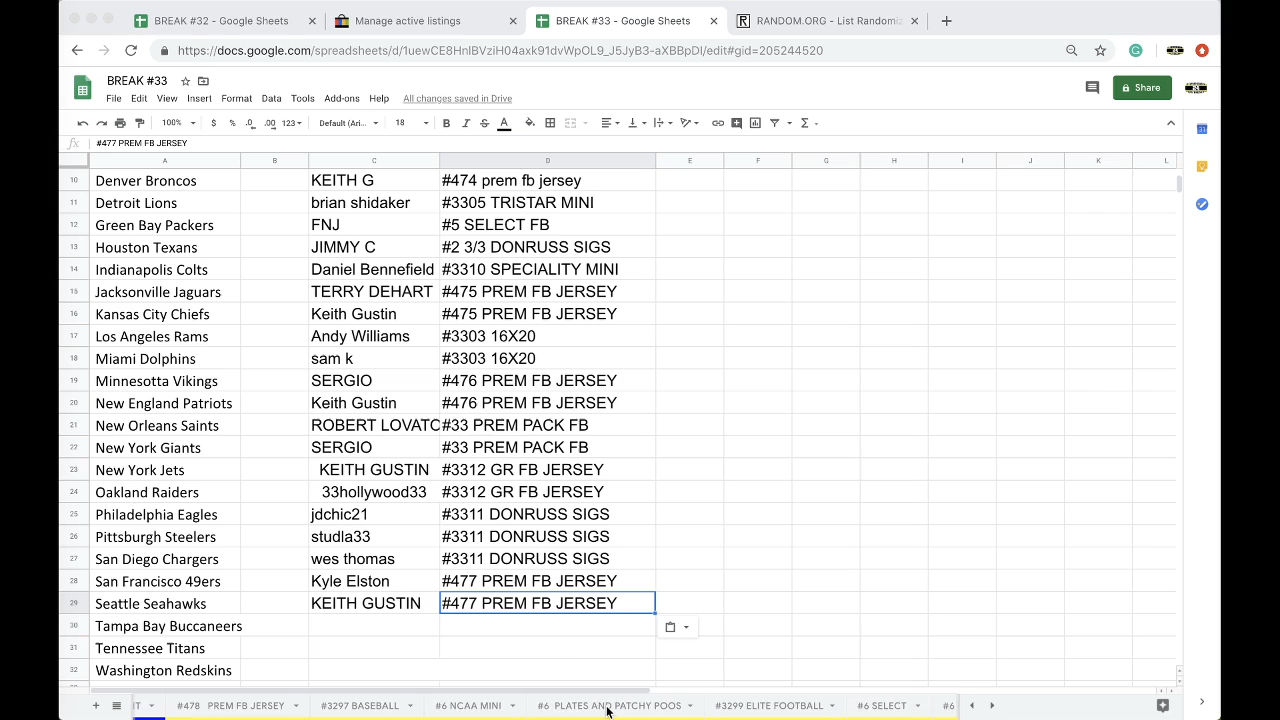 BREAK #32 - Google Sheets
Manage active listings
BREAK #33 - Google Sheets
RANDOM.ORG - List Randomiz
https://docs.google.com/spreadsheets/d/1uewCE8HnIBVziH04axk91dvWpOL9_J5JyB3-aXBBpDI/edit#gid=205244520
BREAK #33
File Edit View Insert Format Data Tools Add-ons Help All changes saved in Drive
Share
100% $ % .0 .00 123 Default (Ari... 18 B I S A
fx #477 PREM FB JERSEY
A B C D E F G H I J K L
10 Denver Broncos KEITH G #474 prem fb jersey
11 Detroit Lions brian shidaker #3305 TRISTAR MINI
12 Green Bay Packers FNJ #5 SELECT FB
13 Houston Texans JIMMY C #2 3/3 DONRUSS SIGS
14 Indianapolis Colts Daniel Bennefield #3310 SPECIALITY MINI
15 Jacksonville Jaguars TERRY DEHART #475 PREM FB JERSEY
16 Kansas City Chiefs Keith Gustin #475 PREM FB JERSEY
17 Los Angeles Rams Andy Williams #3303 16X20
18 Miami Dolphins sam k #3303 16X20
19 Minnesotta Vikings SERGIO #476 PREM FB JERSEY
20 New England Patriots Keith Gustin #476 PREM FB JERSEY
21 New Orleans Saints ROBERT LOVATO #33 PREM PACK FB
22 New York Giants SERGIO #33 PREM PACK FB
23 New York Jets KEITH GUSTIN #3312 GR FB JERSEY
24 Oakland Raiders 33hollywood33 #3312 GR FB JERSEY
25 Philadelphia Eagles jdchic21 #3311 DONRUSS SIGS
26 Pittsburgh Steelers studla33 #3311 DONRUSS SIGS
27 San Diego Chargers wes thomas #3311 DONRUSS SIGS
28 San Francisco 49ers Kyle Elston #477 PREM FB JERSEY
29 Seattle Seahawks KEITH GUSTIN #477 PREM FB JERSEY
30 Tampa Bay Buccaneers
31 Tennessee Titans
32 Washington Redskins
IT #478 PREM FB JERSEY #3297 BASEBALL #6 NCAA MINI #6 PLATES AND PATCHY POOS #3299 ELITE FOOTBALL #6 SELECT #6